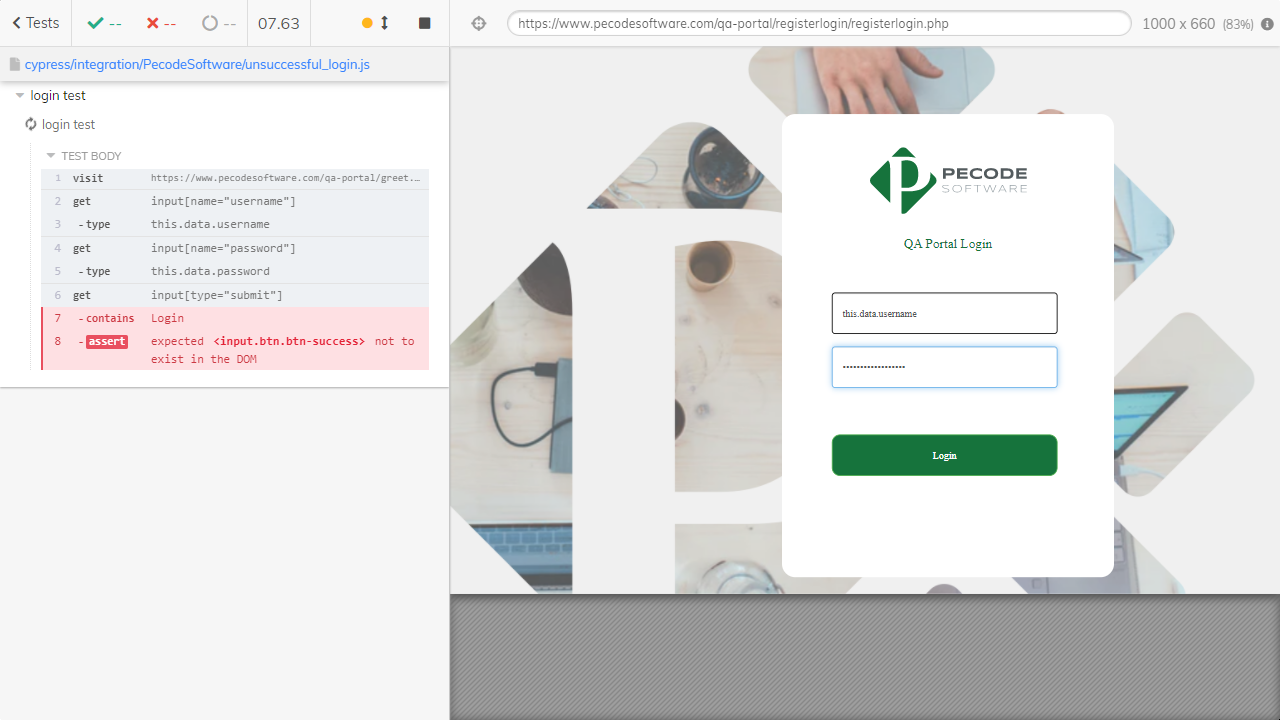 Tests
--
--
--
07.63
https://www.pecodesoftware.com/qa-portal/registerlogin/registerlogin.php
1000 x 660 (83%)
cypress/integration/PecodeSoftware/unsuccessful_login.js
login test
login test
TEST BODY
1 visit https://www.pecodesoftware.com/qa-portal/greet...
2 get input[name="username"]
3 -type this.data.username
4 get input[name="password"]
5 -type this.data.password
6 get input[type="submit"]
7 -contains Login
8 -assert expected <input.btn.btn-success> not to
exist in the DOM
PECODE
SOFTWARE
QA Portal Login
this.data.username
••••••••••••••••••
Login